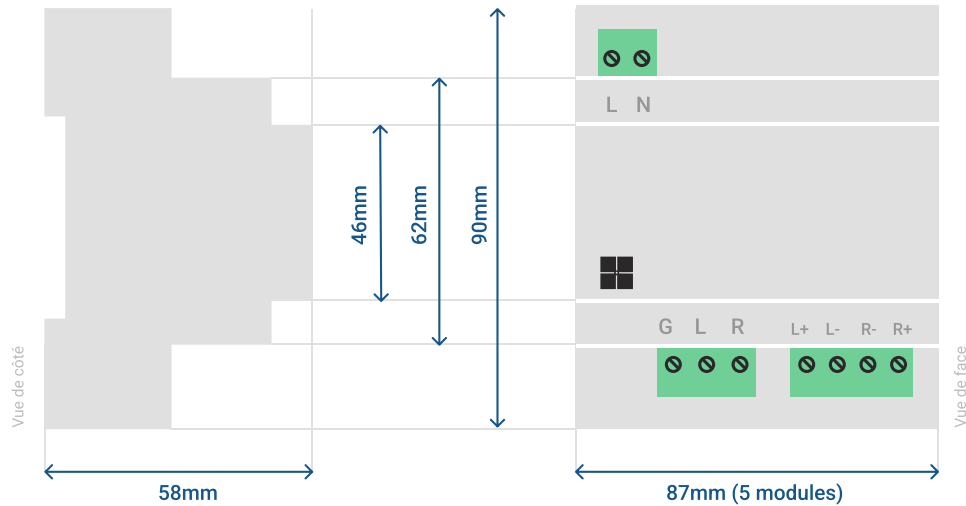 L N
46mm
62mm
90mm
G L R
L+ L- R- R+
Vue de côté
Vue de face
58mm
87mm (5 modules)